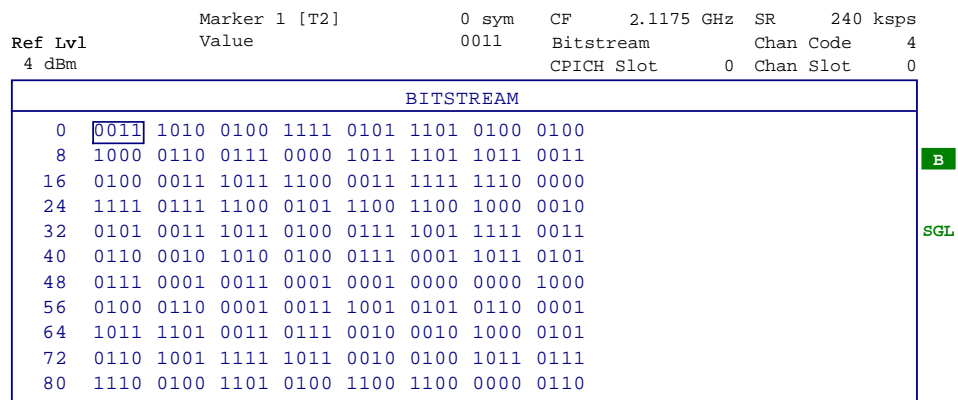 Marker 1 [T2] 0 sym CF 2.1175 GHz SR 240 ksps
Ref Lvl Value 0011 Bitstream Chan Code 4
4 dBm CPICH Slot 0 Chan Slot 0
BITSTREAM
0 0011 1010 0100 1111 0101 1101 0100 0100
8 1000 0110 0111 0000 1011 1101 1011 0011
B
16 0100 0011 1011 1100 0011 1111 1110 0000
24 1111 0111 1100 0101 1100 1100 1000 0010
32 0101 0011 1011 0100 0111 1001 1111 0011
SGL
40 0110 0010 1010 0100 0111 0001 1011 0101
48 0111 0001 0011 0001 0001 0000 0000 1000
56 0100 0110 0001 0011 1001 0101 0110 0001
64 1011 1101 0011 0111 0010 0010 1000 0101
72 0110 1001 1111 1011 0010 0100 1011 0111
80 1110 0100 1101 0100 1100 1100 0000 0110